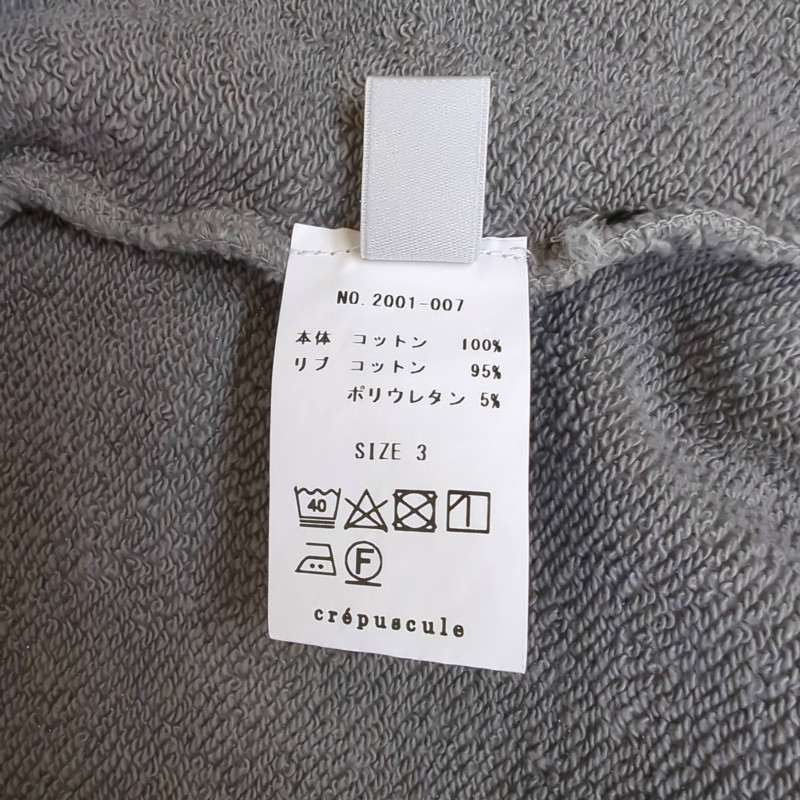 NO. 2001-007
本体 コットン 100%
リブ コットン 95%
ポリウレタン 5%
SIZE 3
40
F
crépuscule